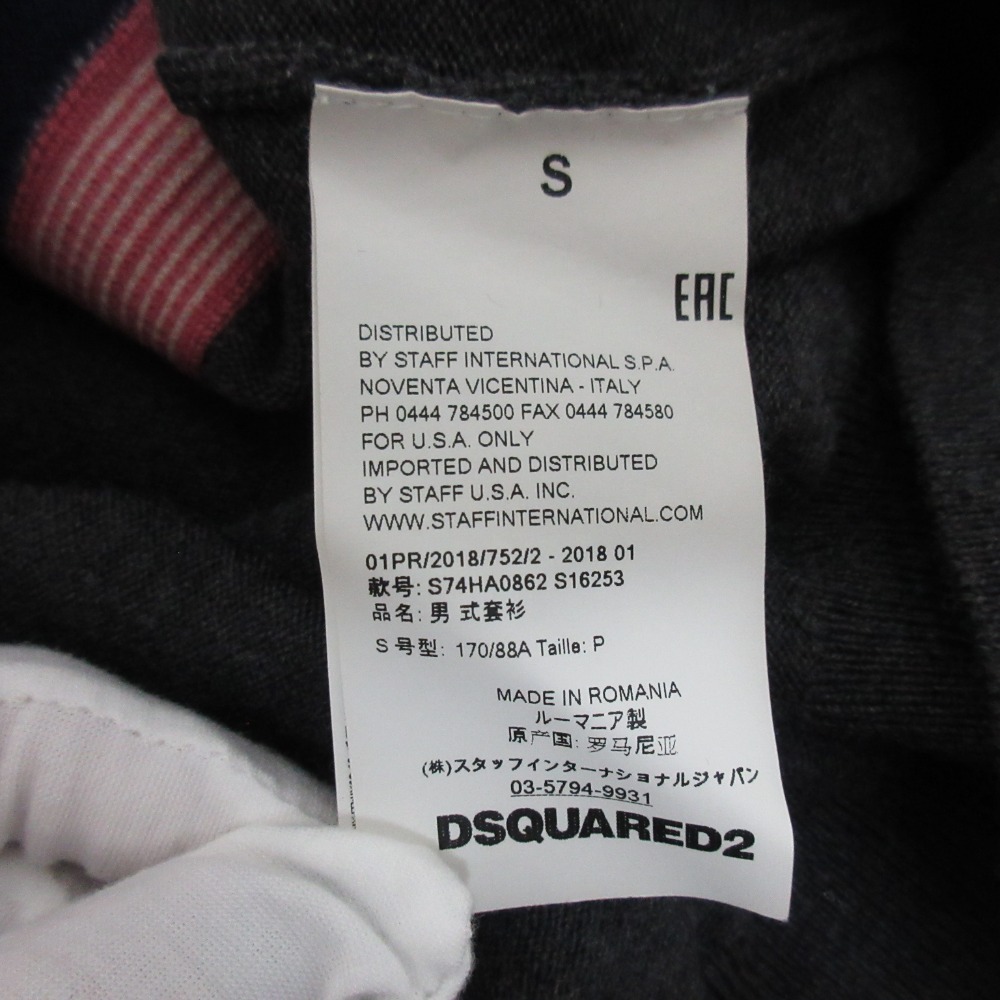 S
EAC
DISTRIBUTED
BY STAFF INTERNATIONAL S.P.A.
NOVENTA VICENTINA - ITALY
PH 0444 784500 FAX 0444 784580
FOR U.S.A. ONLY
IMPORTED AND DISTRIBUTED
BY STAFF U.S.A. INC.
WWW.STAFFINTERNATIONAL.COM
01PR/2018/752/2 - 2018 01
款号: S74HA0862 S16253
品名: 男 式套衫
S 号型: 170/88A Taille: P
MADE IN ROMANIA
ルーマニア製
原产国: 罗马尼亚
(株)スタッフインターナショナルジャパン
03-5794-9931
DSQUARED2